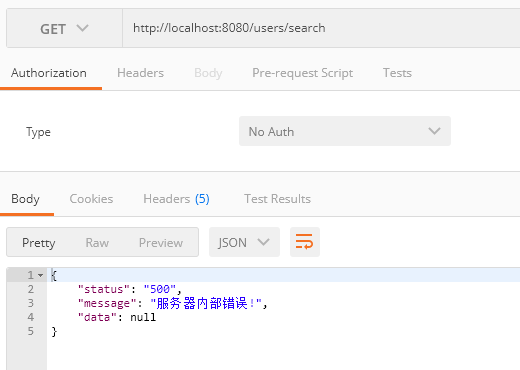 GET http://localhost:8080/users/search
Authorization Headers Body Pre-request Script Tests
Type No Auth
Body Cookies Headers (5) Test Results
Pretty Raw Preview JSON
1 {
2 "status": "500",
3 "message": "服务器内部错误!",
4 "data": null
5 }